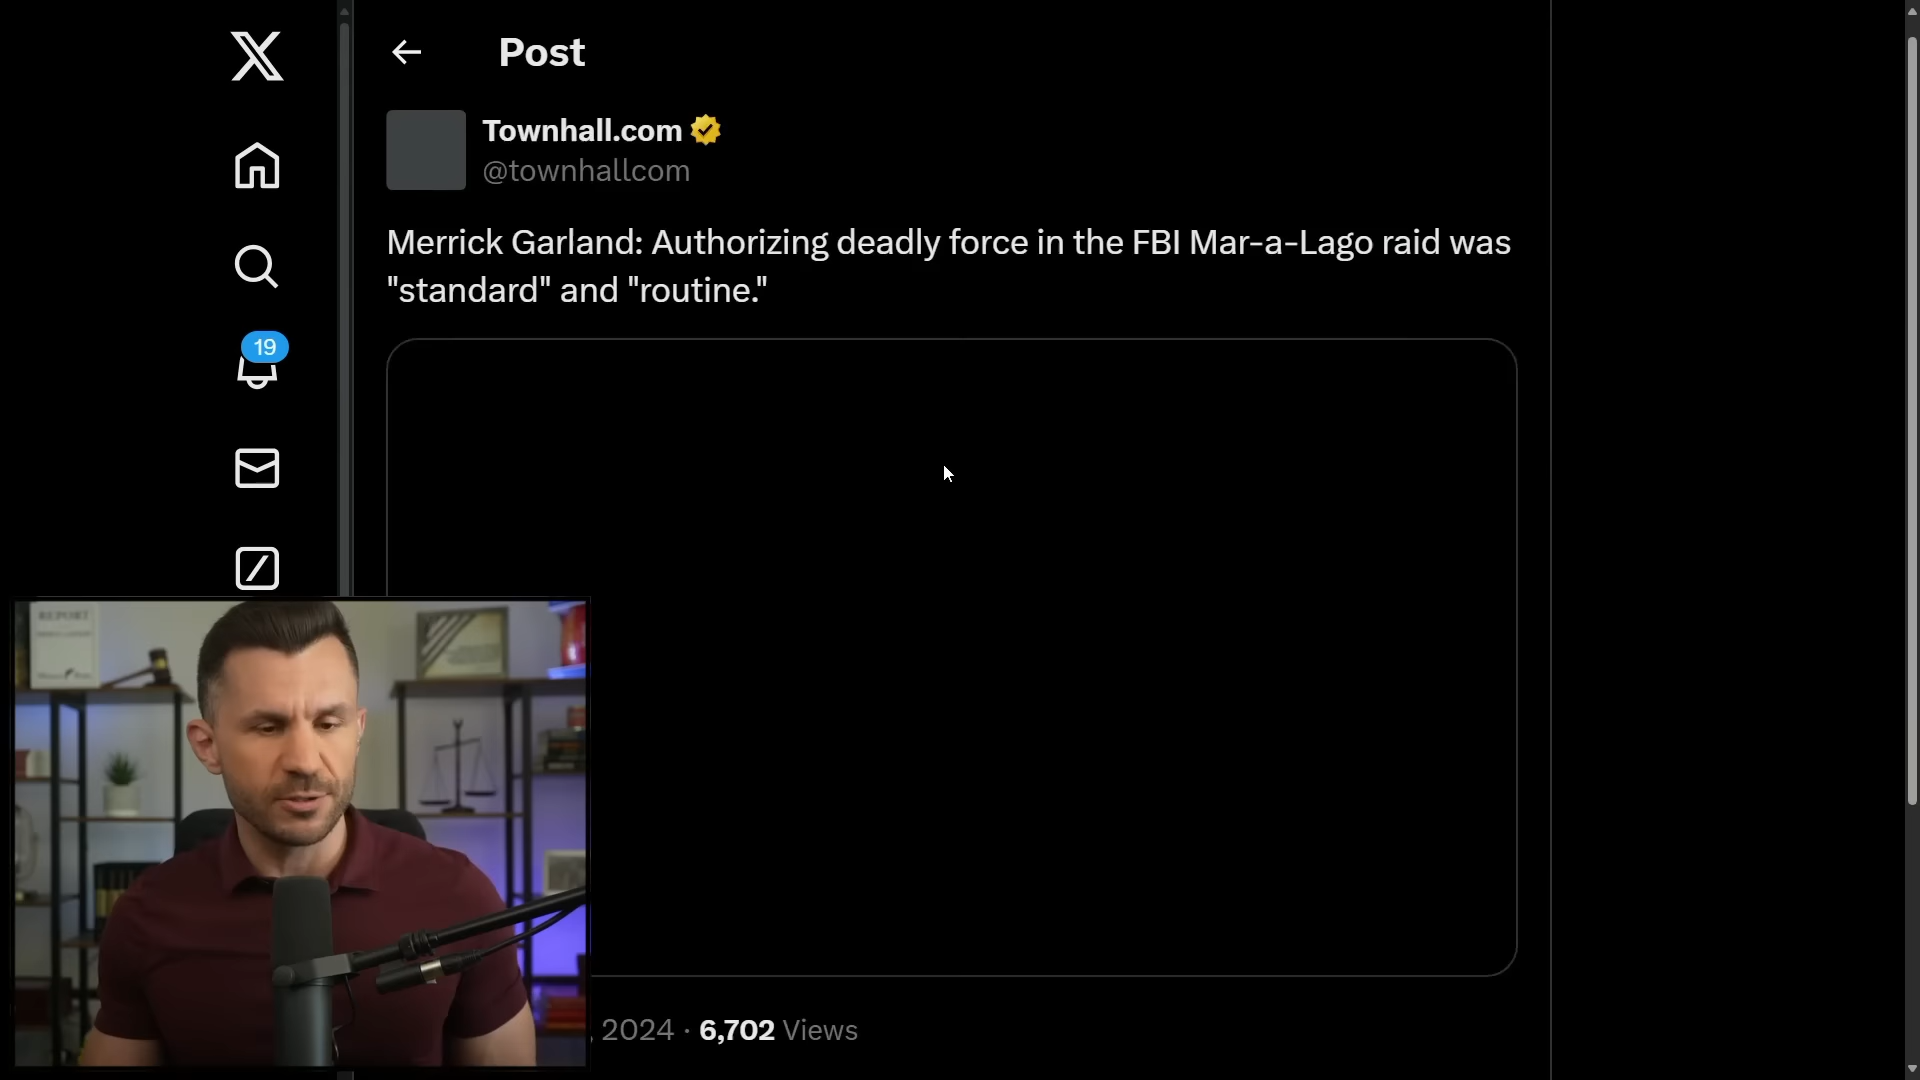 Post
Townhall.com
@townhallcom
Merrick Garland: Authorizing deadly force in the FBI Mar-a-Lago raid was
"standard" and "routine."
19
REPORT
, 2024 · 6,702 Views